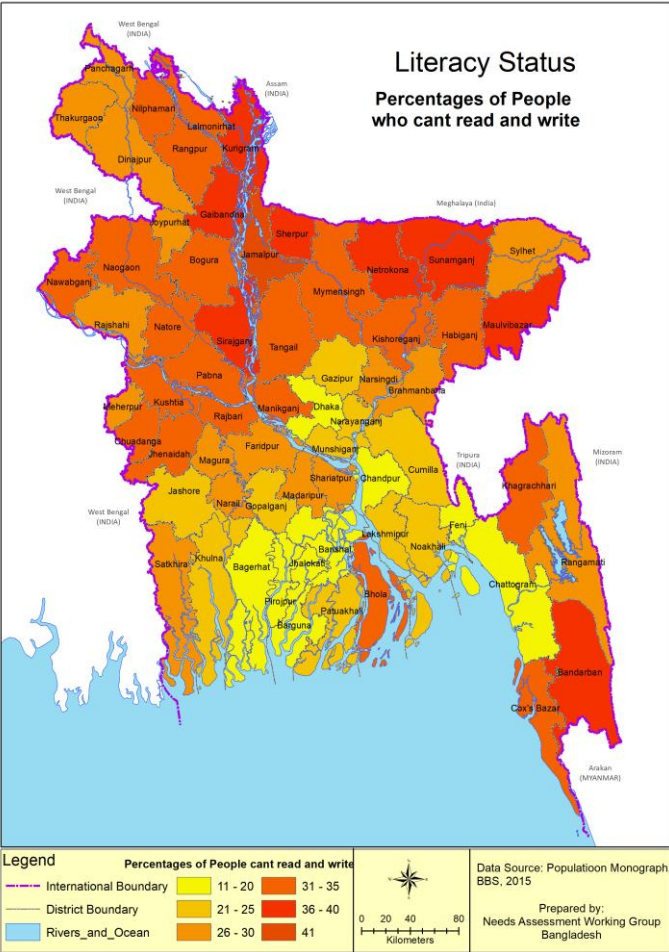 Literacy Status
Percentages of People
who cant read and write
West Bengal
(INDIA)
Assam
(INDIA)
Panchagarh
Thakurgaon
Nilphamari
Lalmonirhat
Kurigram
Rangpur
Dinajpur
West Bengal
(INDIA)
Meghalaya (India)
Gaibandha
Joypurhat
Sherpur
Sylhet
Jamalpur
Netrokona
Sunamganj
Naogaon
Bogura
Nawabganj
Mymensingh
Maulvibazar
Rajshahi
Natore
Sirajganj
Tangail
Kishoreganj
Habiganj
Pabna
Gazipur
Narsingdi
Brahmanbaria
Meherpur
Kushtia
Rajbari
Manikganj
Dhaka
Narayanganj
Chuadanga
Jhenaidah
Magura
Faridpur
Munshiganj
Cumilla
Tripura
(INDIA)
Mizoram
(INDIA)
Shariatpur
Chandpur
Khagrachhari
Jashore
Narail
Gopalganj
Madaripur
West Bengal
(INDIA)
Lakshmipur
Feni
Noakhali
Satkhira
Khulna
Bagerhat
Jhalokati
Barishal
Rangamati
Chattogram
Pirojpur
Bhola
Patuakhali
Barguna
Bandarban
Cox's Bazar
Arakan
(MYANMAR)
Legend
International Boundary
District Boundary
Rivers_and_Ocean
Percentages of People cant read and write
11 - 20
21 - 25
26 - 30
31 - 35
36 - 40
41
0 20 40 80
Kilometers
Data Source: Populatioon Monograph,
BBS, 2015
Prepared by:
Needs Assessment Working Group
Bangladesh